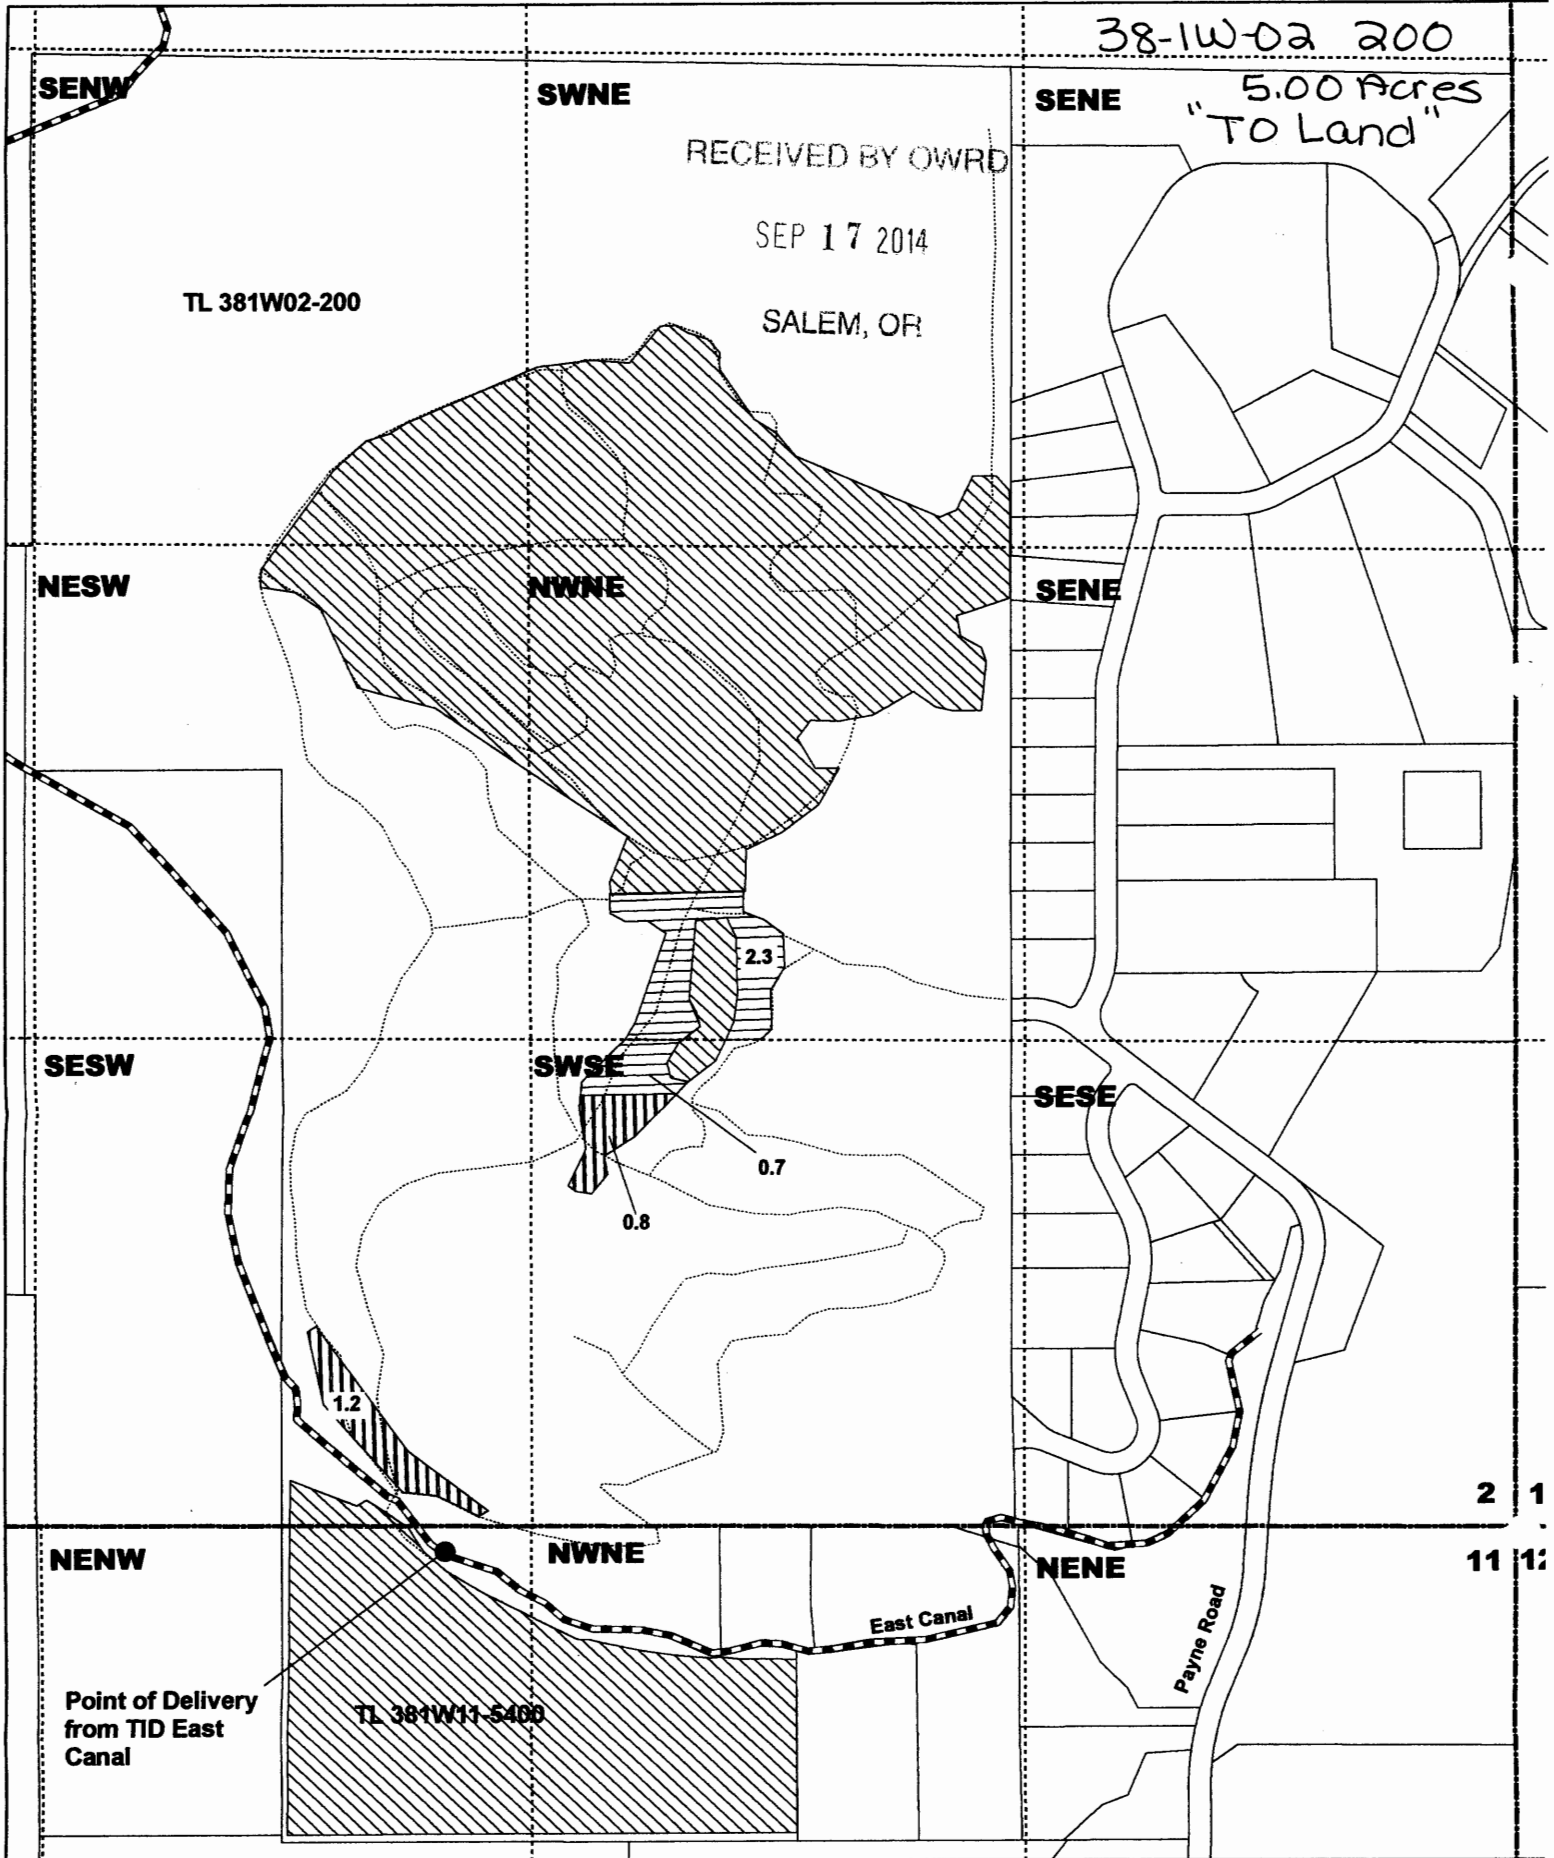 38-1W-02 200
5.00 Acres
"TO Land"
SENW
SWNE
SENE
RECEIVED BY OWRD
SEP 17 2014
SALEM, OR
TL 381W02-200
NESW
NWNE
SENE
2.3
SESW
SWSE
SESE
0.7
0.8
1.2
2 1
NENW
NWNE
NENE
11
East Canal
Payne Road
Point of Delivery
from TID East
Canal
TL 381W11-5400